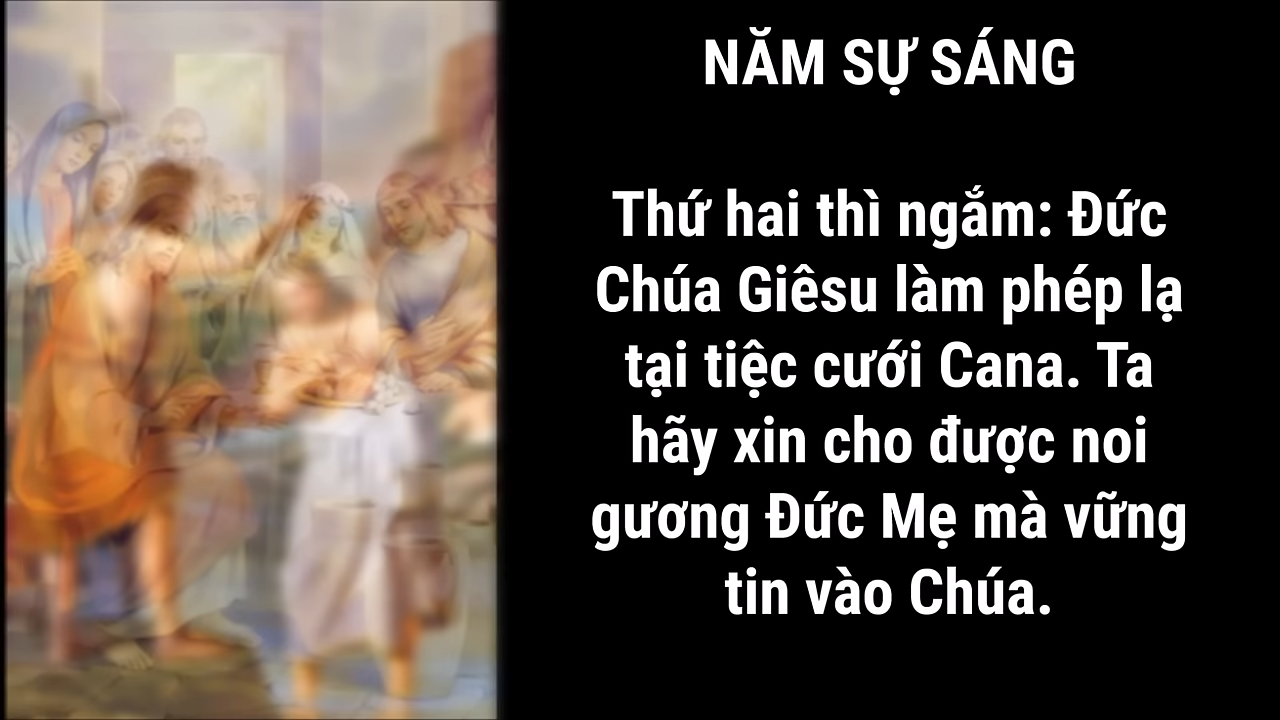 NĂM SỰ SÁNG
Thứ hai thì ngắm: Đức
Chúa Giêsu làm phép lạ
tại tiệc cưới Cana. Ta
hãy xin cho được noi
gương Đức Mẹ mà vững
tin vào Chúa.